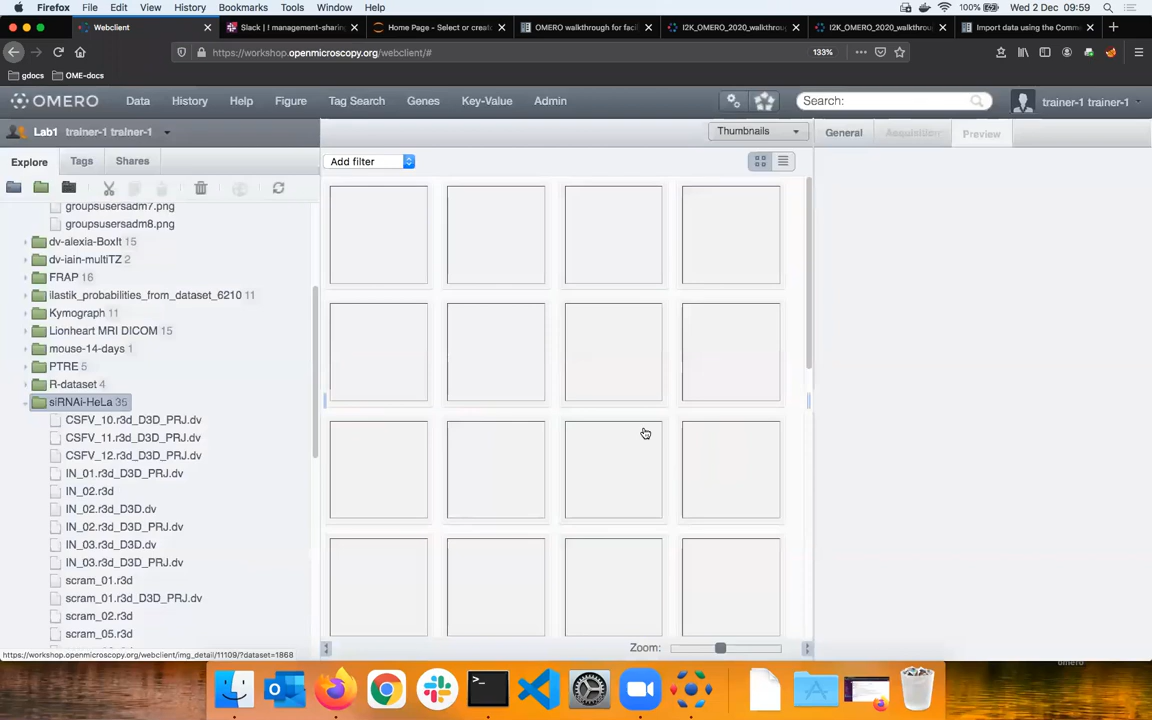 Firefox File Edit View History Bookmarks Tools Window Help 100% Wed 2 Dec 09:59
Webclient Slack | ! management-sharing Home Page - Select or create OMERO walkthrough for faci I2K_OMERO_2020_walkthroug I2K_OMERO_2020_walkthroug Import data using the Comme
https://workshop.openmicroscopy.org/webclient/# 133%
gdocs OME-docs
OMERO Data History Help Figure Tag Search Genes Key-Value Admin Search: trainer-1 trainer-1
Lab1 trainer-1 trainer-1 Thumbnails General Acquisition Preview
Explore Tags Shares Add filter
groupsusersadm7.png
groupsusersadm8.png
dv-alexia-BoxIt 15
dv-iain-multiTZ 2
FRAP 16
ilastik_probabilities_from_dataset_6210 11
Kymograph 11
Lionheart MRI DICOM 15
mouse-14-days 1
PTRE 5
R-dataset 4
siRNAi-HeLa 35
CSFV_10.r3d_D3D_PRJ.dv
CSFV_11.r3d_D3D_PRJ.dv
CSFV_12.r3d_D3D_PRJ.dv
IN_01.r3d_D3D_PRJ.dv
IN_02.r3d
IN_02.r3d_D3D.dv
IN_02.r3d_D3D_PRJ.dv
IN_03.r3d_D3D.dv
IN_03.r3d_D3D_PRJ.dv
scram_01.r3d
scram_01.r3d_D3D_PRJ.dv
scram_02.r3d
scram_05.r3d
Zoom:
https://workshop.openmicroscopy.org/webclient/img_detail/11109/?dataset=1868
omero